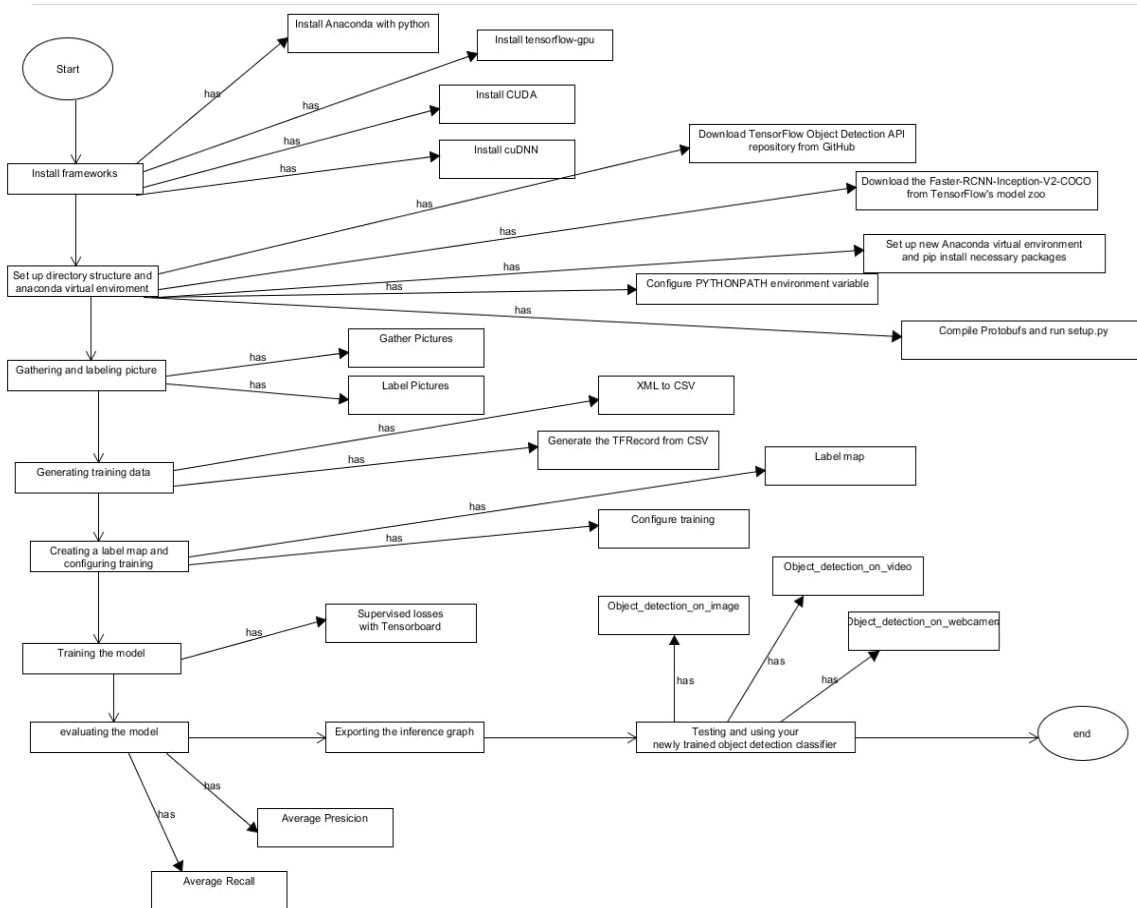 Start
Install Anaconda with python
Install tensorflow-gpu
has
has
Install CUDA
has
Install cuDNN
has
Install frameworks
Download TensorFlow Object Detection API
repository from GitHub
has
Download the Faster-RCNN-Inception-V2-COCO
from TensorFlow's model zoo
has
Set up new Anaconda virtual environment
and pip install necessary packages
has
Set up directory structure and
anaconda virtual enviroment
Configure PYTHONPATH environment variable
has
Compile Protobufs and run setup.py
Gather Pictures
has
Gathering and labeling picture
Label Pictures
has
XML to CSV
has
Generate the TFRecord from CSV
has
Generating training data
Label map
has
Configure training
has
Creating a label map and
configuring training
Object_detection_on_video
Object_detection_on_image
Object_detection_on_webcamera
Supervised losses
with Tensorboard
has
Training the model
has
has
has
evaluating the model
Exporting the inference graph
Testing and using your
newly trained object detection classifier
end
has
has
Average Presicion
Average Recall